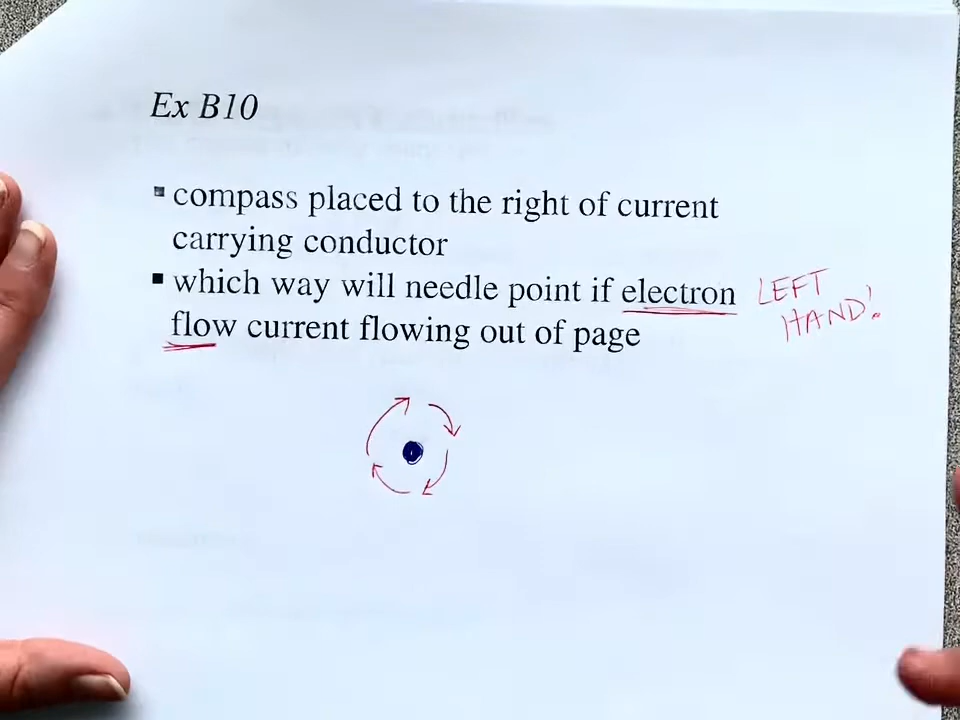 Ex B10
▪ compass placed to the right of current
carrying conductor
▪ which way will needle point if electron LEFT
flow current flowing out of page HAND!